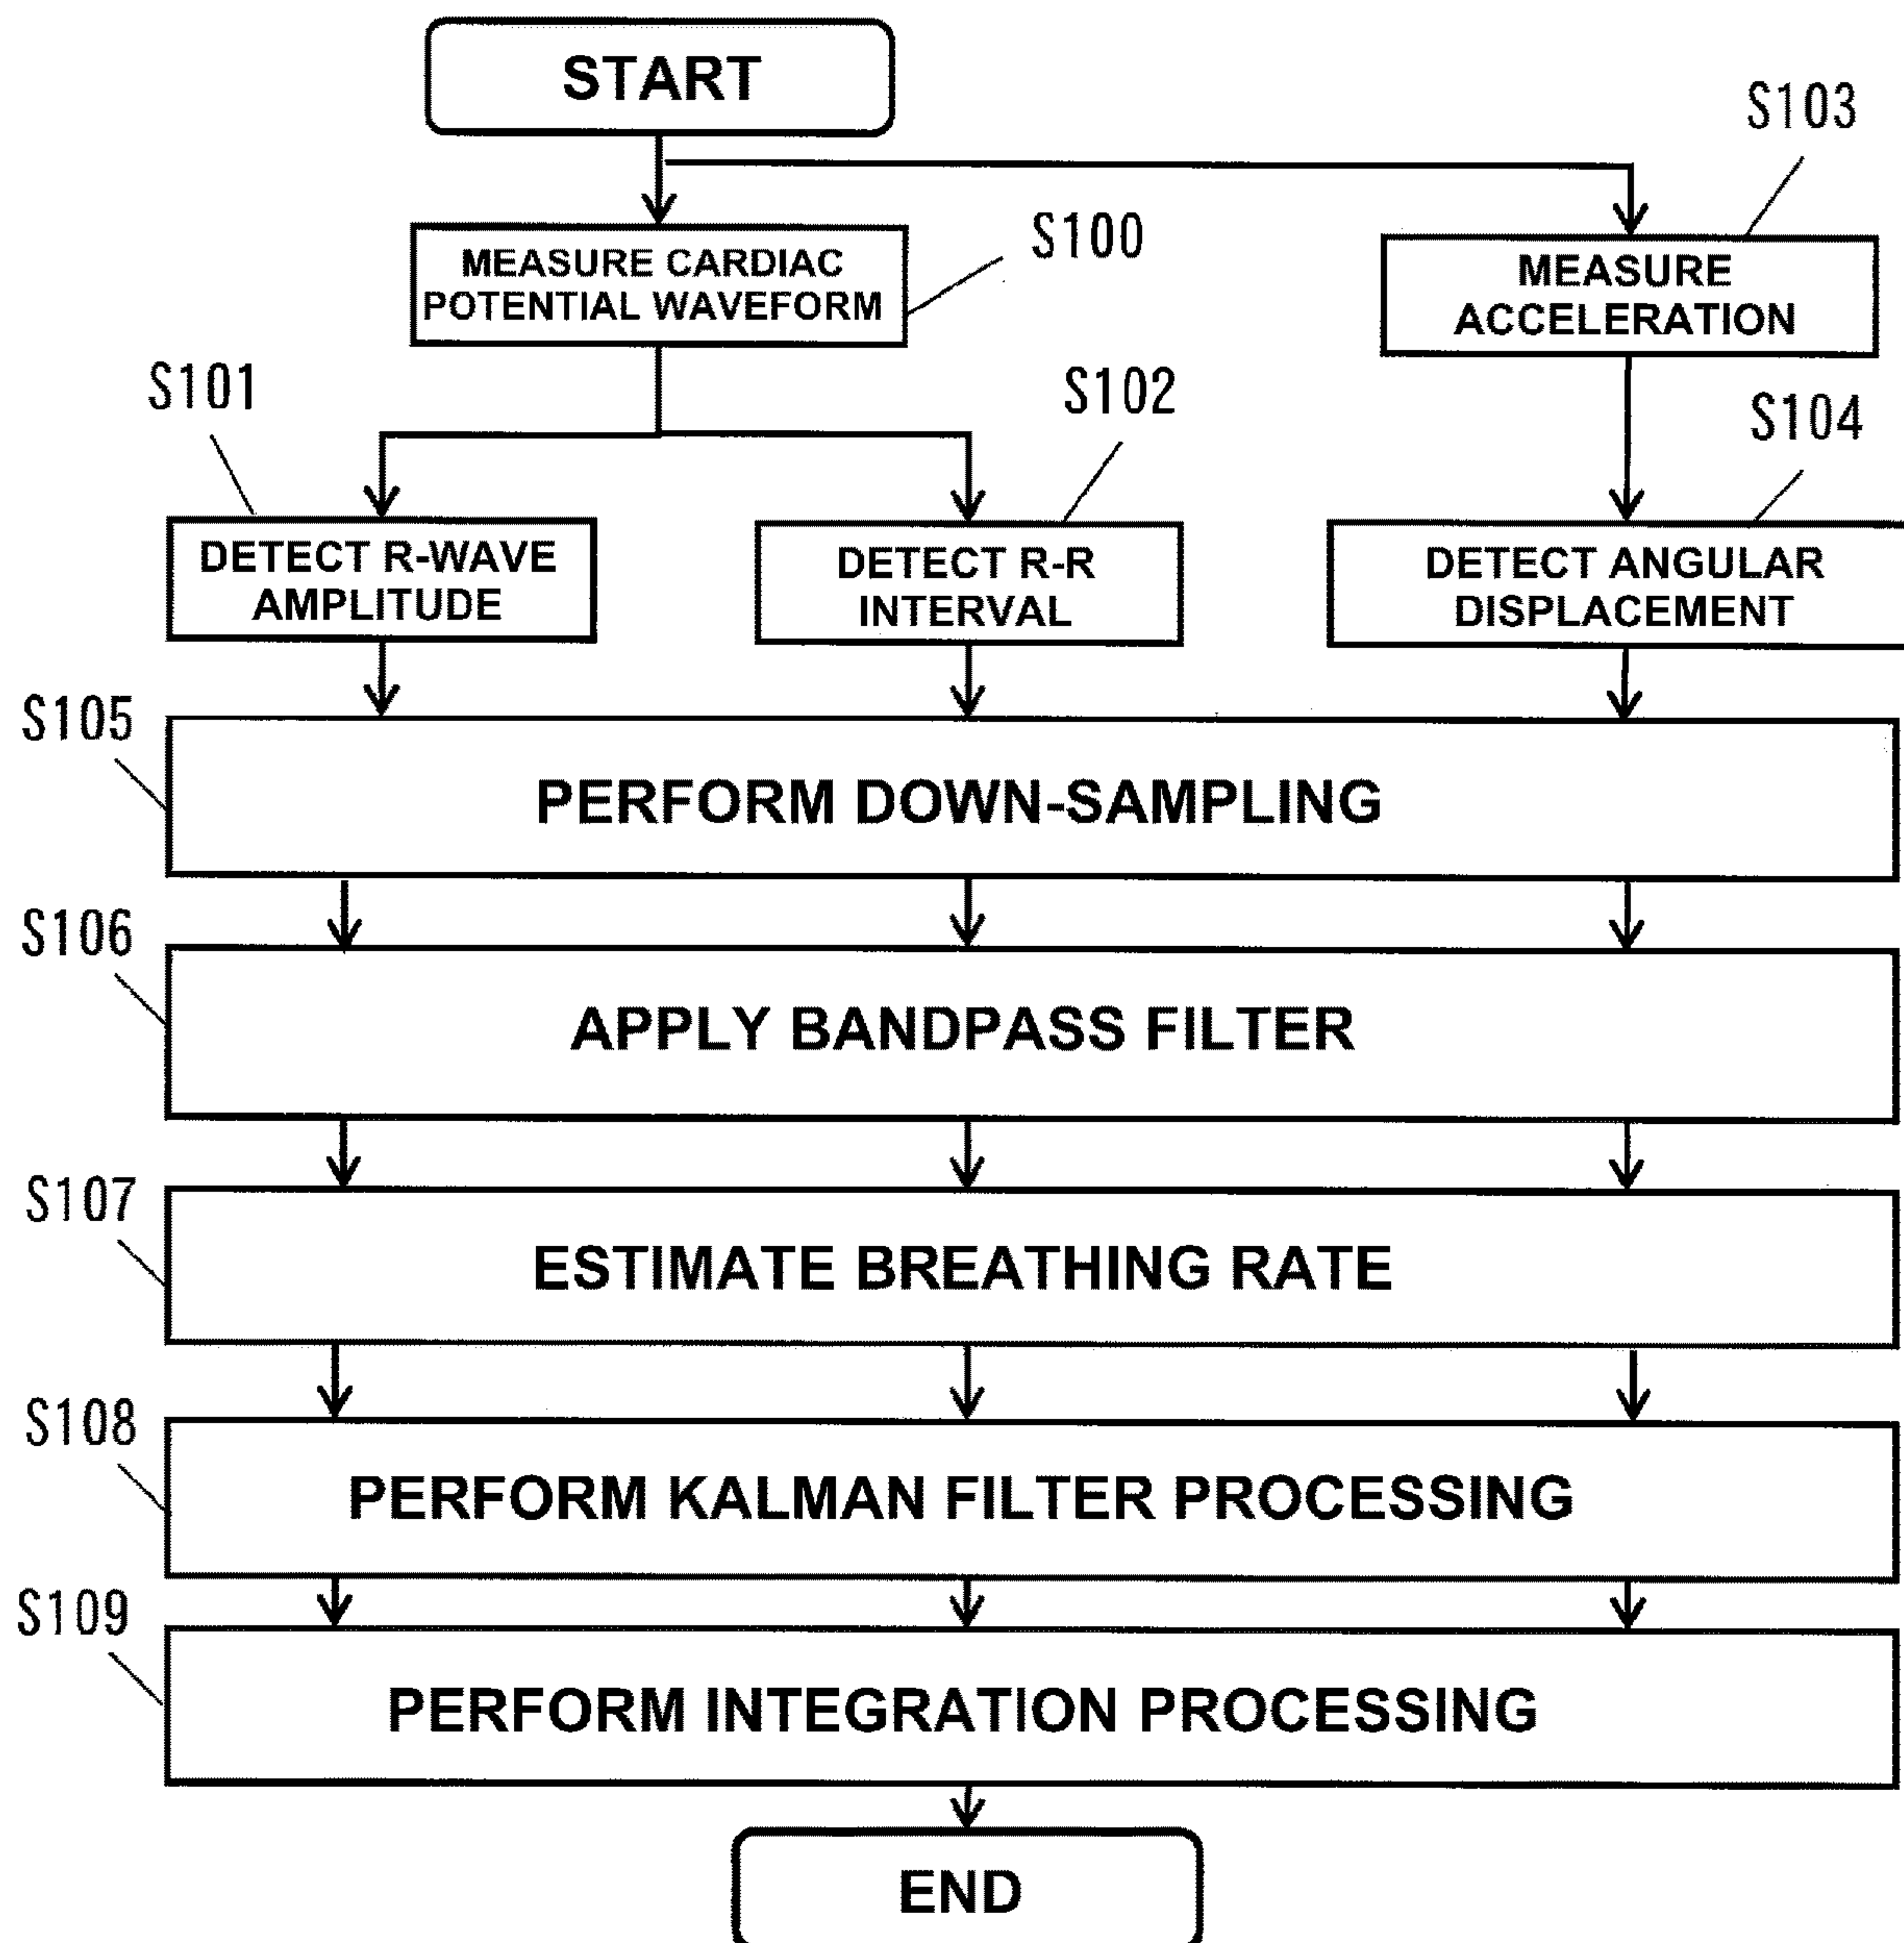 START
S103
S100
MEASURE CARDIAC
POTENTIAL WAVEFORM
MEASURE
ACCELERATION
S101
S102
S104
DETECT R-WAVE
AMPLITUDE
DETECT R-R
INTERVAL
DETECT ANGULAR
DISPLACEMENT
S105
PERFORM DOWN-SAMPLING
S106
APPLY BANDPASS FILTER
S107
ESTIMATE BREATHING RATE
S108
PERFORM KALMAN FILTER PROCESSING
S109
PERFORM INTEGRATION PROCESSING
END